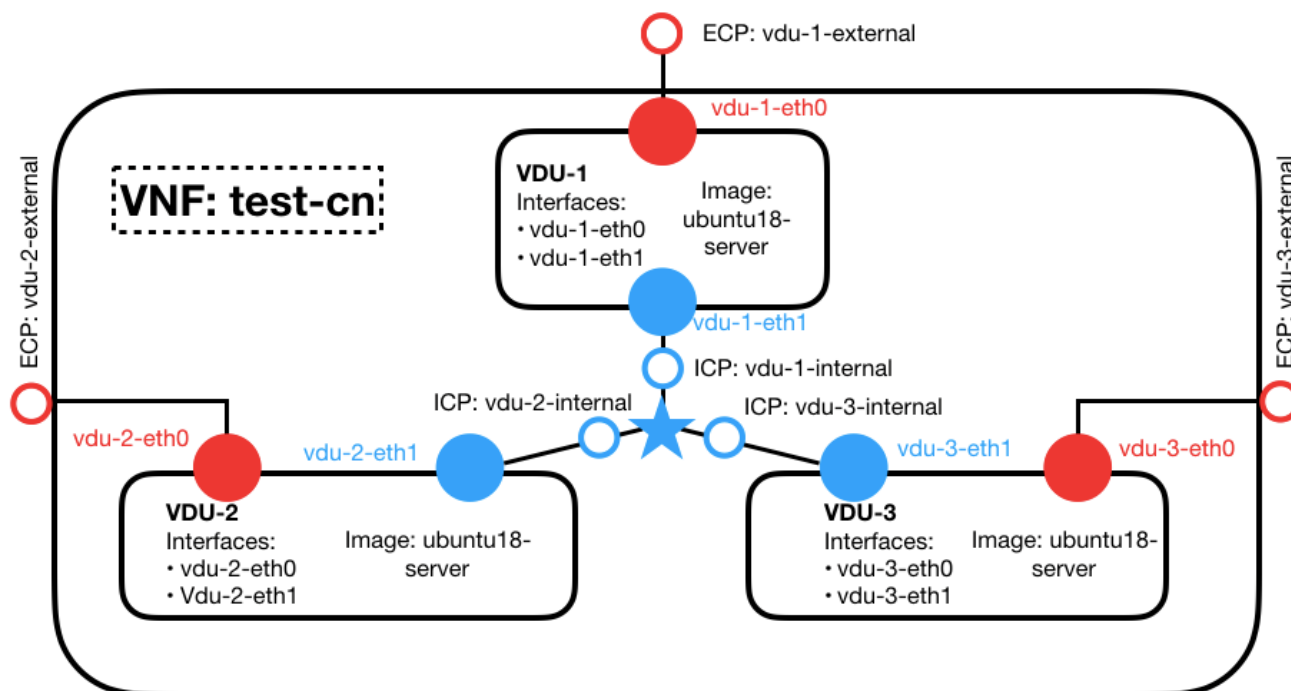 ECP: vdu-1-external
vdu-1-eth0
VNF: test-cn
VDU-1
Interfaces:
• vdu-1-eth0
• vdu-1-eth1
Image:
ubuntu18-
server
ECP: vdu-2-external
ECP: vdu-3-external
vdu-1-eth1
ICP: vdu-1-internal
ICP: vdu-2-internal
ICP: vdu-3-internal
vdu-2-eth0
vdu-2-eth1
vdu-3-eth1
vdu-3-eth0
VDU-2
Interfaces:
• vdu-2-eth0
• Vdu-2-eth1
Image: ubuntu18-
server
VDU-3
Interfaces:
• vdu-3-eth0
• vdu-3-eth1
Image: ubuntu18-
server